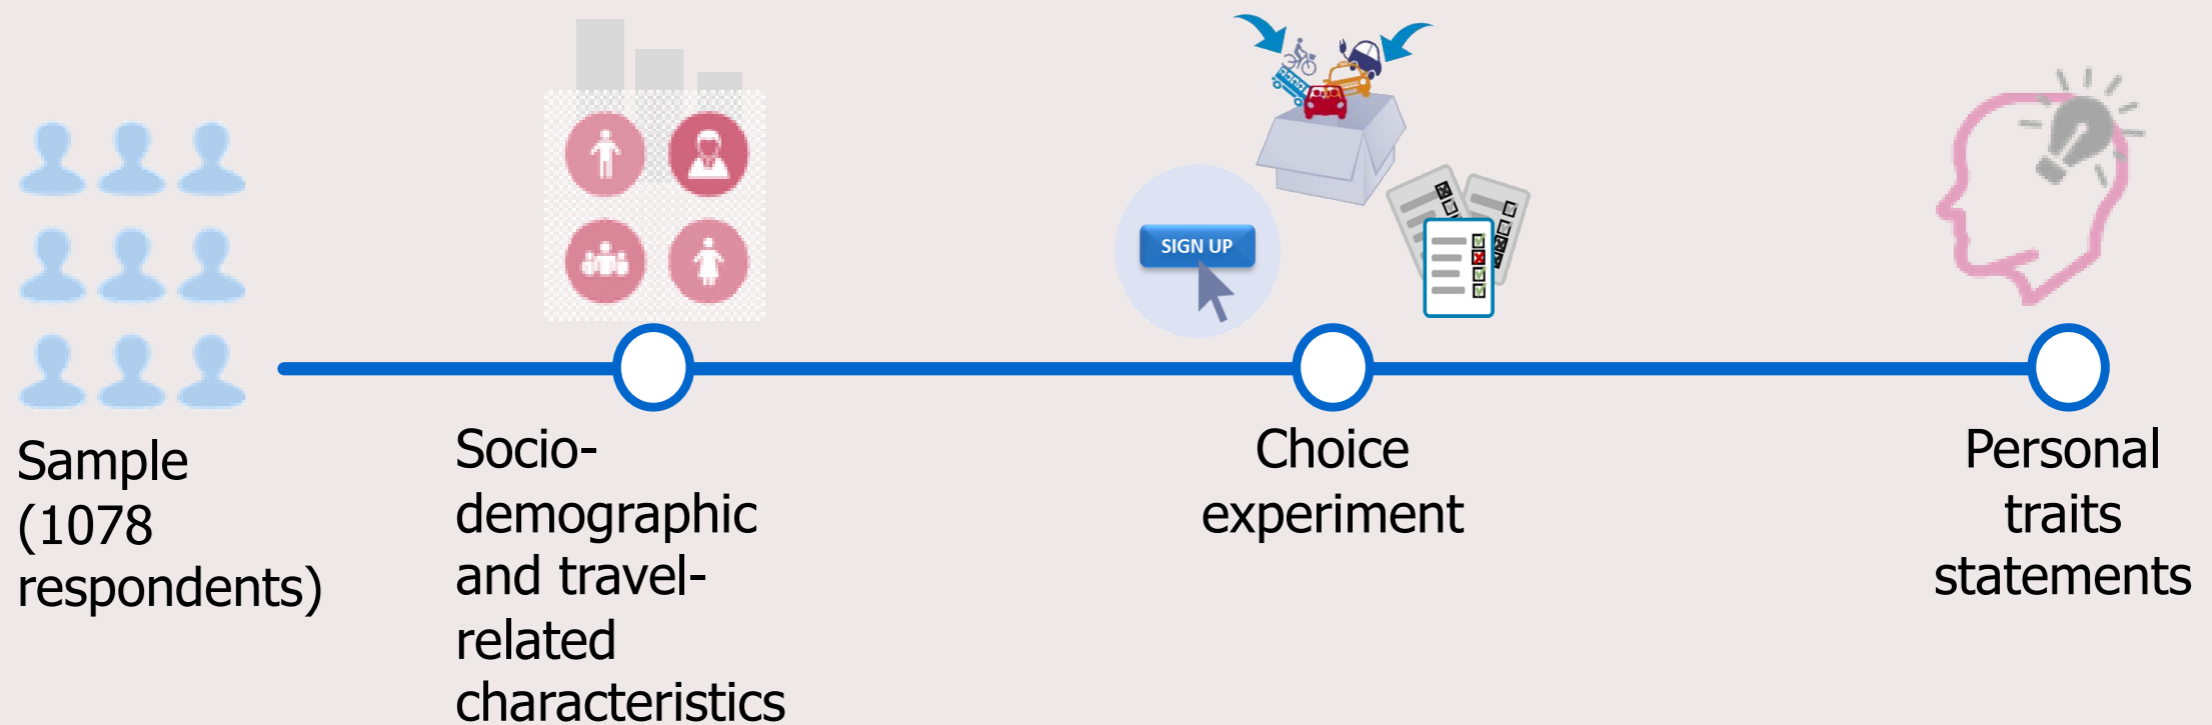 SIGN UP
Sample
(1078
respondents)
Socio-
demographic
and travel-
related
characteristics
Choice
experiment
Personal
traits
statements